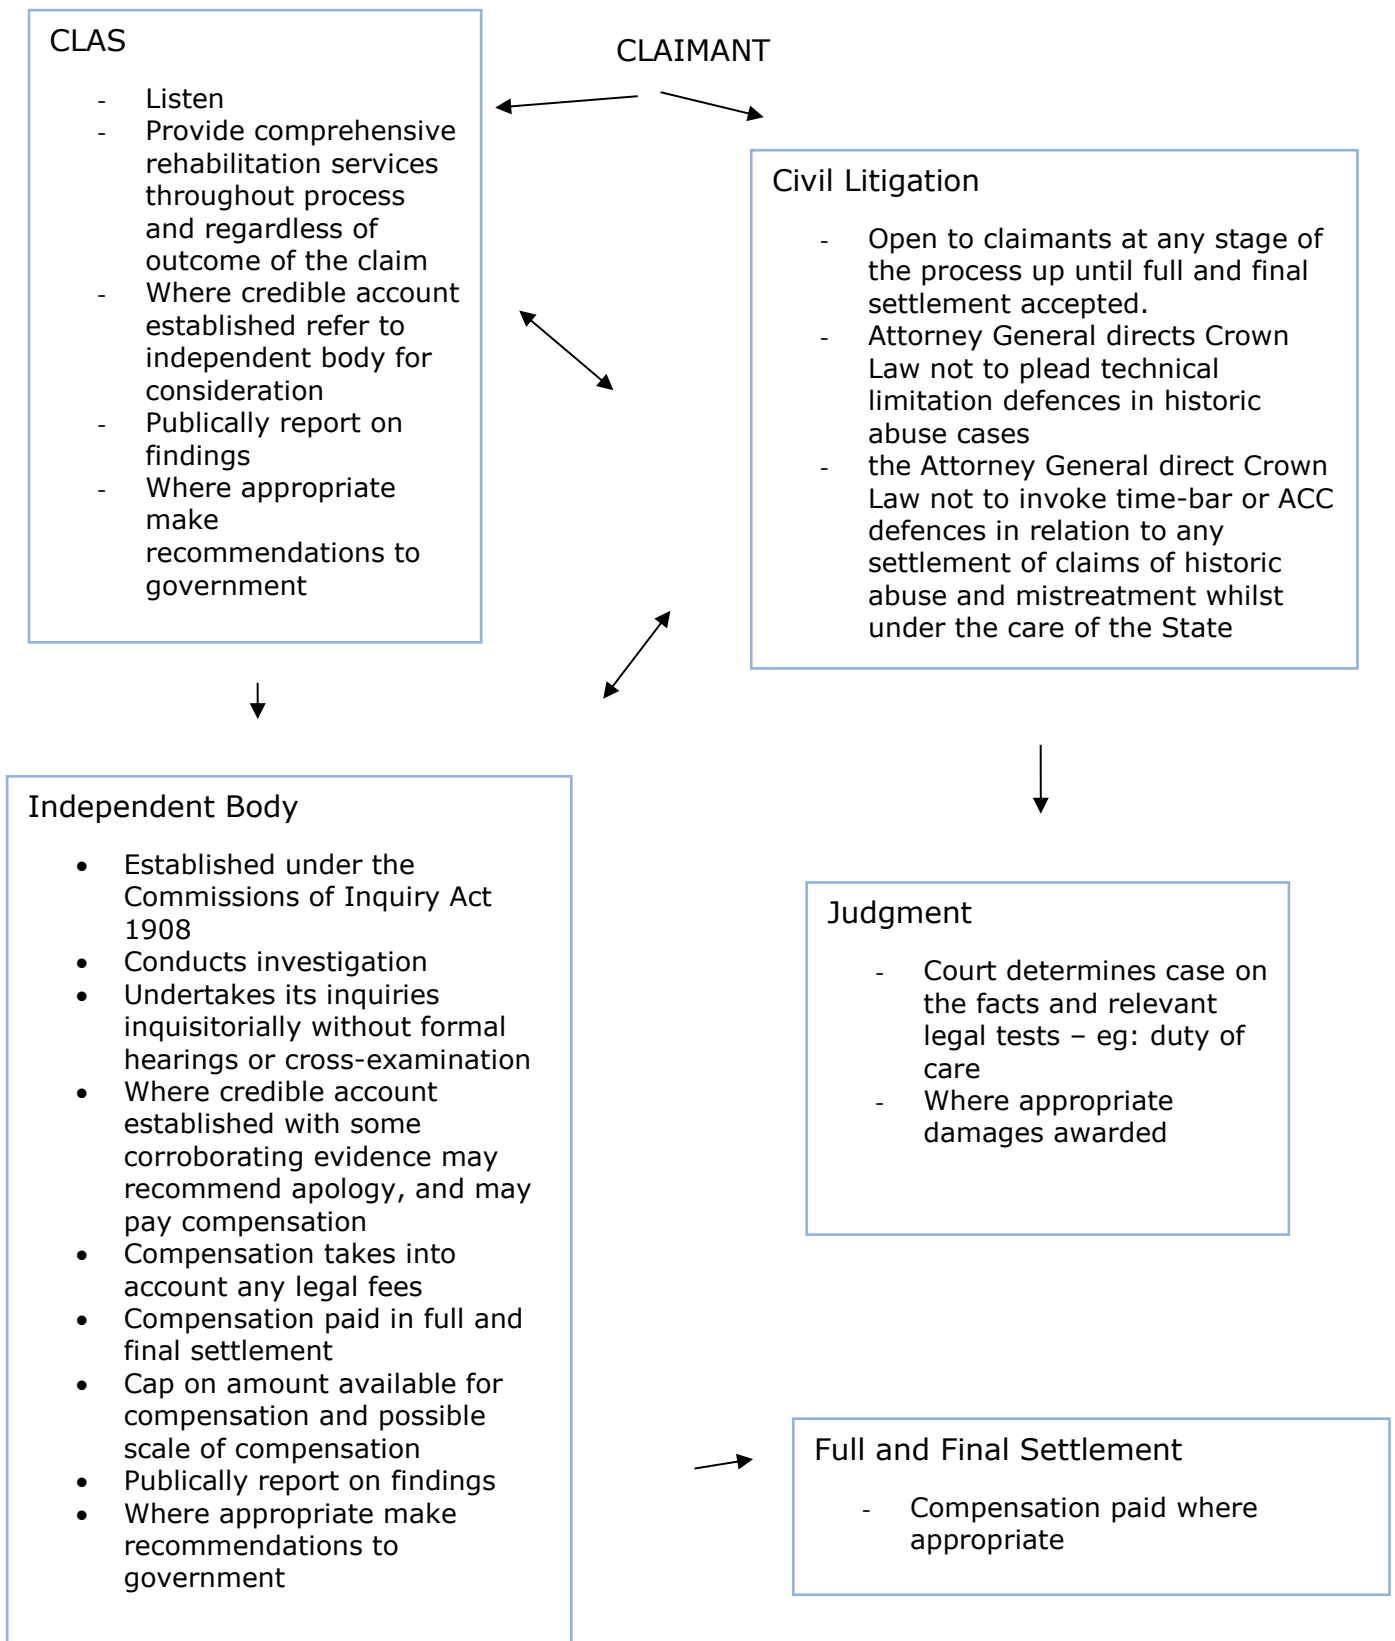 CLAIMANT
CLAS
- Listen
- Provide comprehensive
rehabilitation services
throughout process
and regardless of
outcome of the claim
- Where credible account
established refer to
independent body for
consideration
- Publically report on
findings
- Where appropriate
make
recommendations to
government
Civil Litigation
- Open to claimants at any stage of
the process up until full and final
settlement accepted.
- Attorney General directs Crown
Law not to plead technical
limitation defences in historic
abuse cases
- the Attorney General direct Crown
Law not to invoke time-bar or ACC
defences in relation to any
settlement of claims of historic
abuse and mistreatment whilst
under the care of the State
Independent Body
• Established under the
Commissions of Inquiry Act
1908
• Conducts investigation
• Undertakes its inquiries
inquisitorially without formal
hearings or cross-examination
• Where credible account
established with some
corroborating evidence may
recommend apology, and may
pay compensation
• Compensation takes into
account any legal fees
• Compensation paid in full and
final settlement
• Cap on amount available for
compensation and possible
scale of compensation
• Publically report on findings
• Where appropriate make
recommendations to
government
Judgment
- Court determines case on
the facts and relevant
legal tests – eg: duty of
care
- Where appropriate
damages awarded
Full and Final Settlement
- Compensation paid where
appropriate